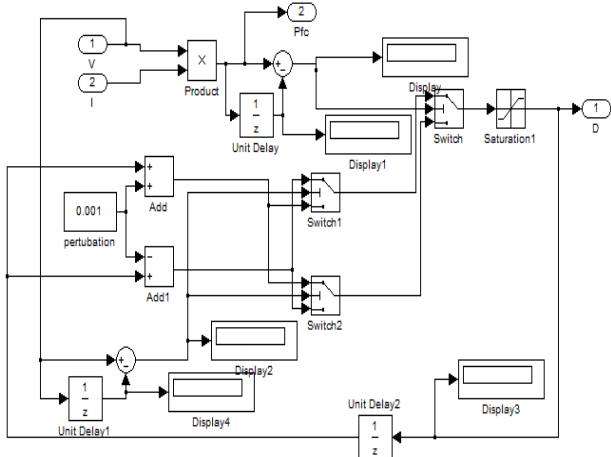 2
Pfc
1
V
2
I
X
Product
+
-
1
z
Unit Delay
Display
Display1
Switch
Saturation1
1
D
+
+
Add
0.001
pertubation
-
+
Add1
Switch1
Switch2
+
-
Display2
1
z
Unit Delay1
Display4
Unit Delay2
1
z
Display3